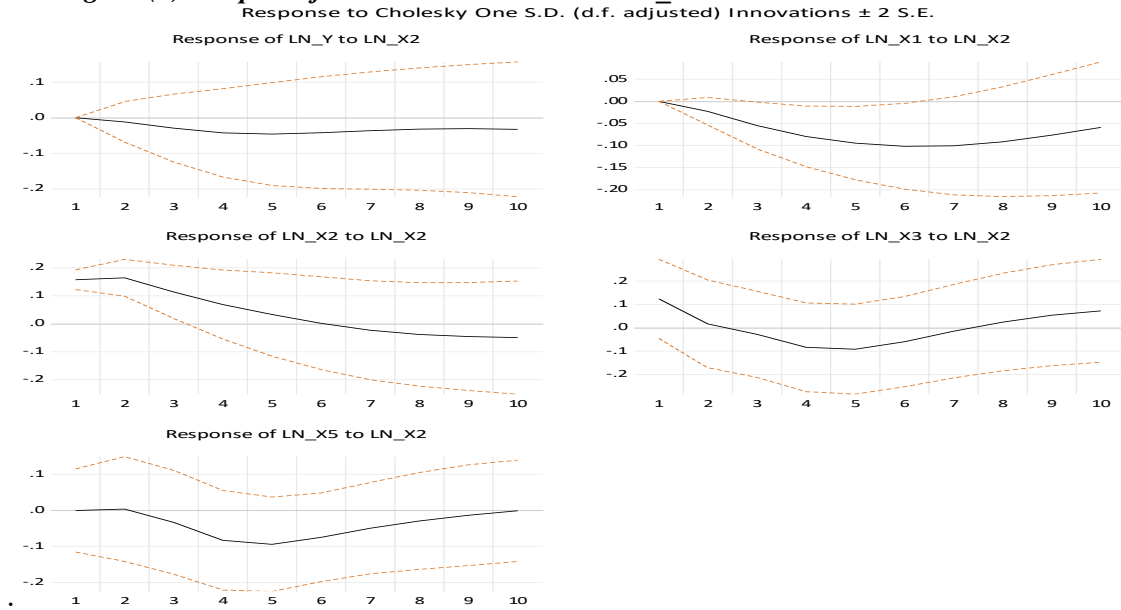 Response to Cholesky One S.D. (d.f. adjusted) Innovations ± 2 S.E.
Response of LN_Y to LN_X2
.1
.0
-.1
-.2
1 2 3 4 5 6 7 8 9 10
Response of LN_X1 to LN_X2
.05
.00
-.05
-.10
-.15
-.20
1 2 3 4 5 6 7 8 9 10
Response of LN_X2 to LN_X2
.2
.1
.0
-.1
-.2
1 2 3 4 5 6 7 8 9 10
Response of LN_X3 to LN_X2
.2
.1
.0
-.1
-.2
1 2 3 4 5 6 7 8 9 10
Response of LN_X5 to LN_X2
.1
.0
-.1
-.2
. 1 2 3 4 5 6 7 8 9 10